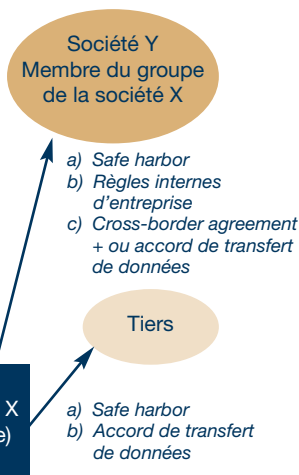 Société Y
Membre du groupe
de la société X
a) Safe harbor
b) Règles internes
d'entreprise
c) Cross-border agreement
+ ou accord de transfert
de données
Tiers
X
e)
a) Safe harbor
b) Accord de transfert
de données